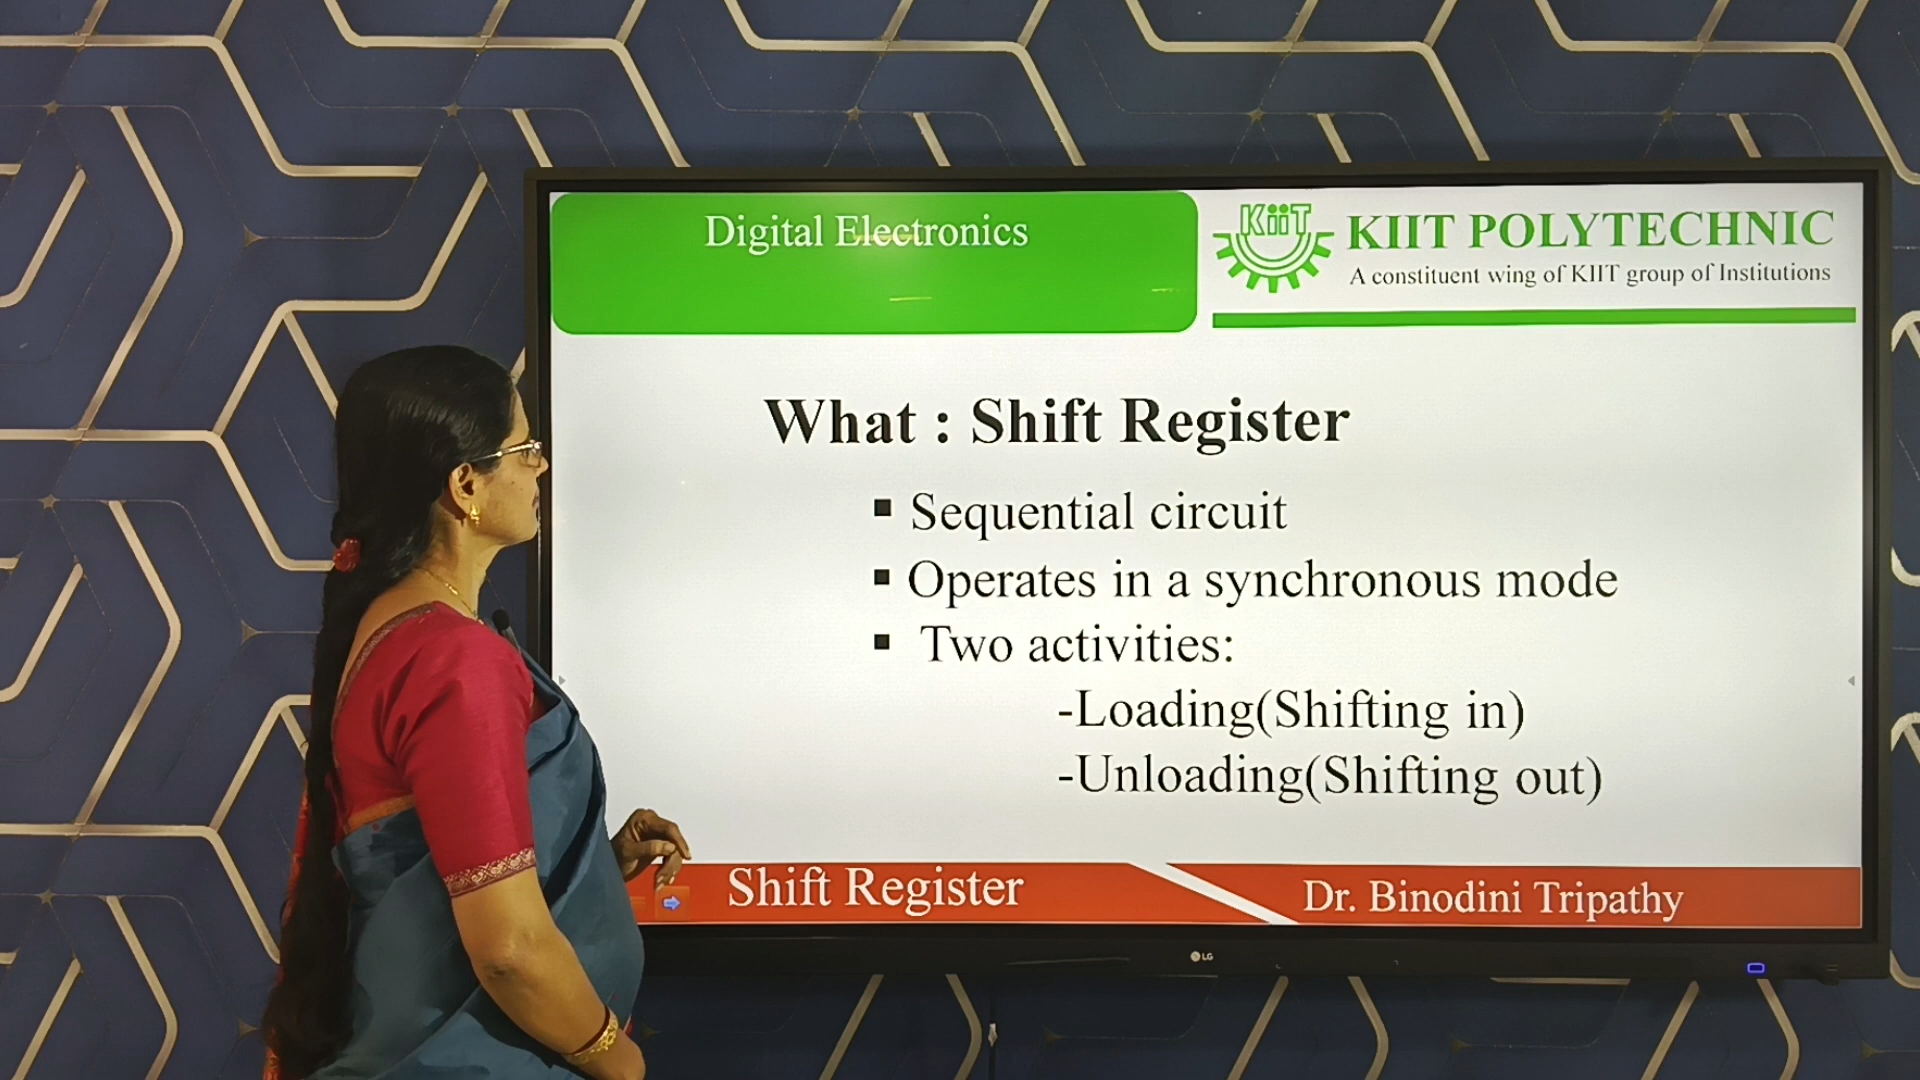 Digital Electronics
KiiT
KIIT POLYTECHNIC
A constituent wing of KIIT group of Institutions
What : Shift Register
▪ Sequential circuit
▪ Operates in a synchronous mode
▪ Two activities:
-Loading(Shifting in)
-Unloading(Shifting out)
Shift Register
Dr. Binodini Tripathy
LG